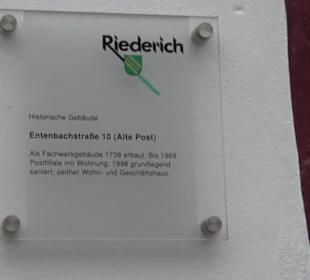 Riederich
Historische Gebäude
Entenbachstraße 10 (Alte Post)
Als Fachwerkgebäude 1708 erbaut. Bis 1969
Postfiliale mit Wohnung. 1998 grundlegend
saniert, seither Wohn- und Geschäftshaus.